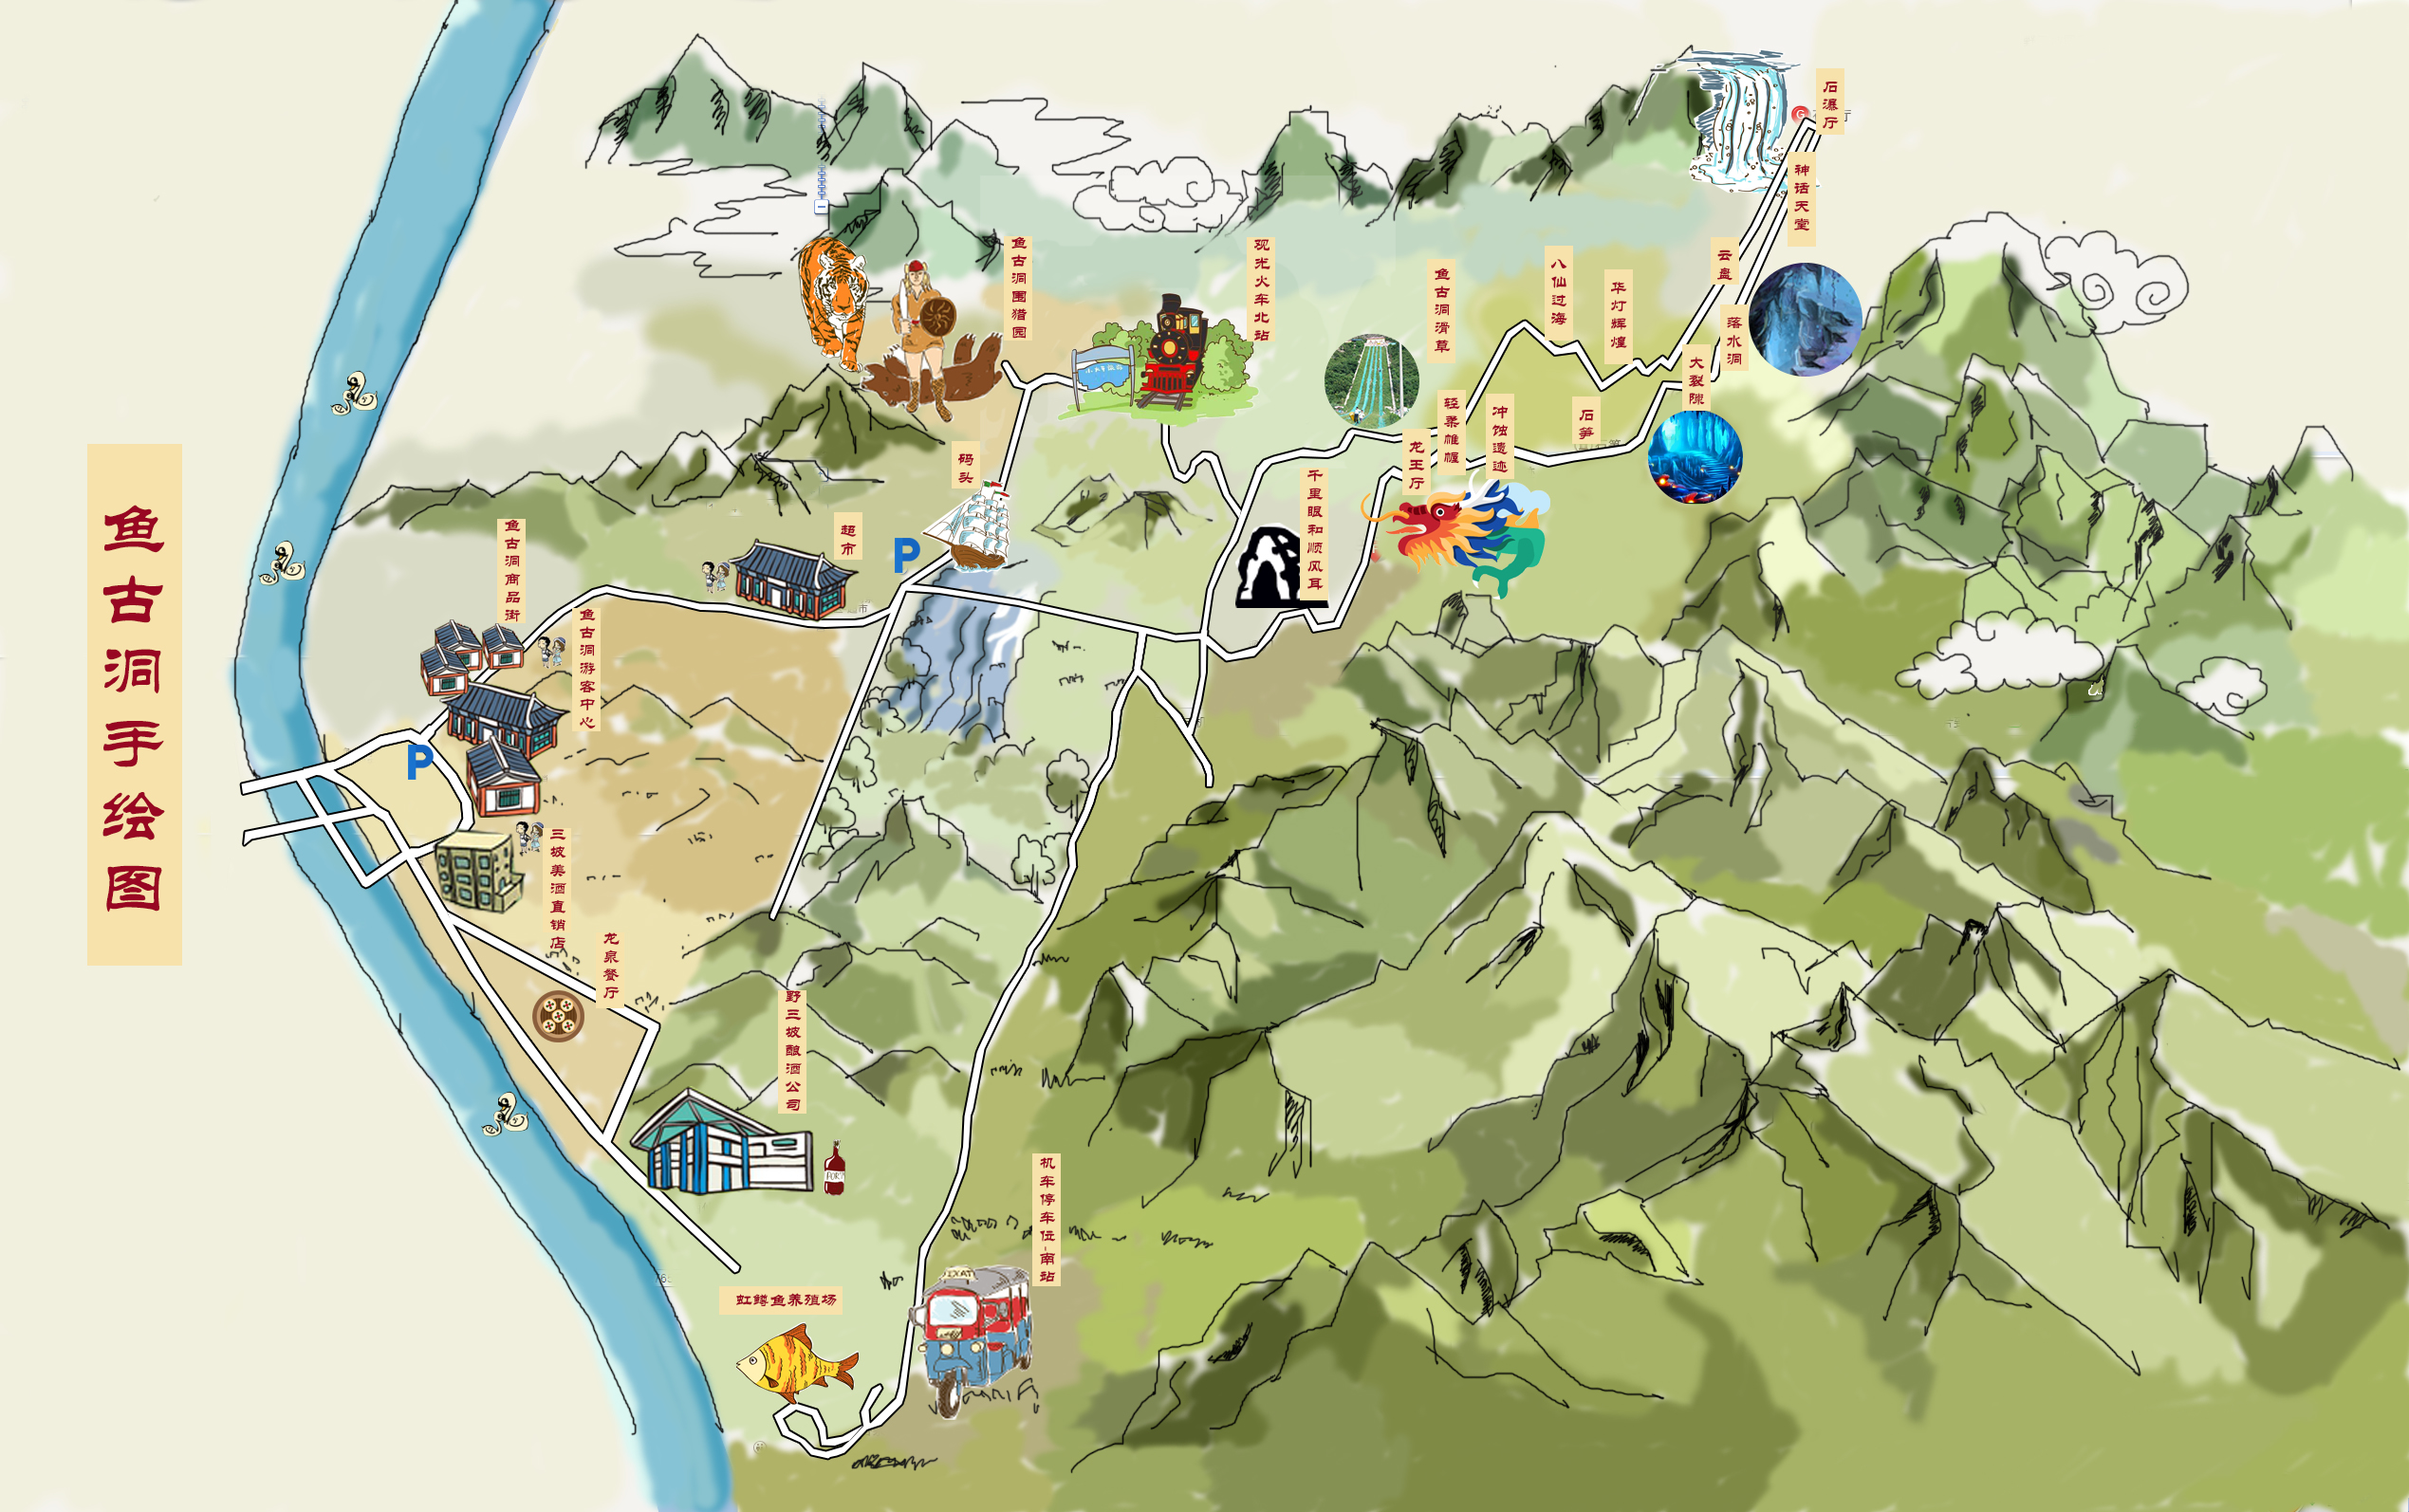 鱼古洞手绘图
石瀑厅
神话天堂
云盘
落水洞
大裂隙
华灯辉煌
八仙过海
石笋
冲蚀遗迹
轻柔帷幄
龙王厅
鱼古洞滑草
千里眼和顺风耳
观光火车北站
鱼古洞围猎园
码头
P
超市
鱼古洞商品街
鱼古洞游客中心
P
三坡美酒直销店
龙泉餐厅
野三坡酿酒公司
机车停车位-南站
虹鳟鱼养殖场